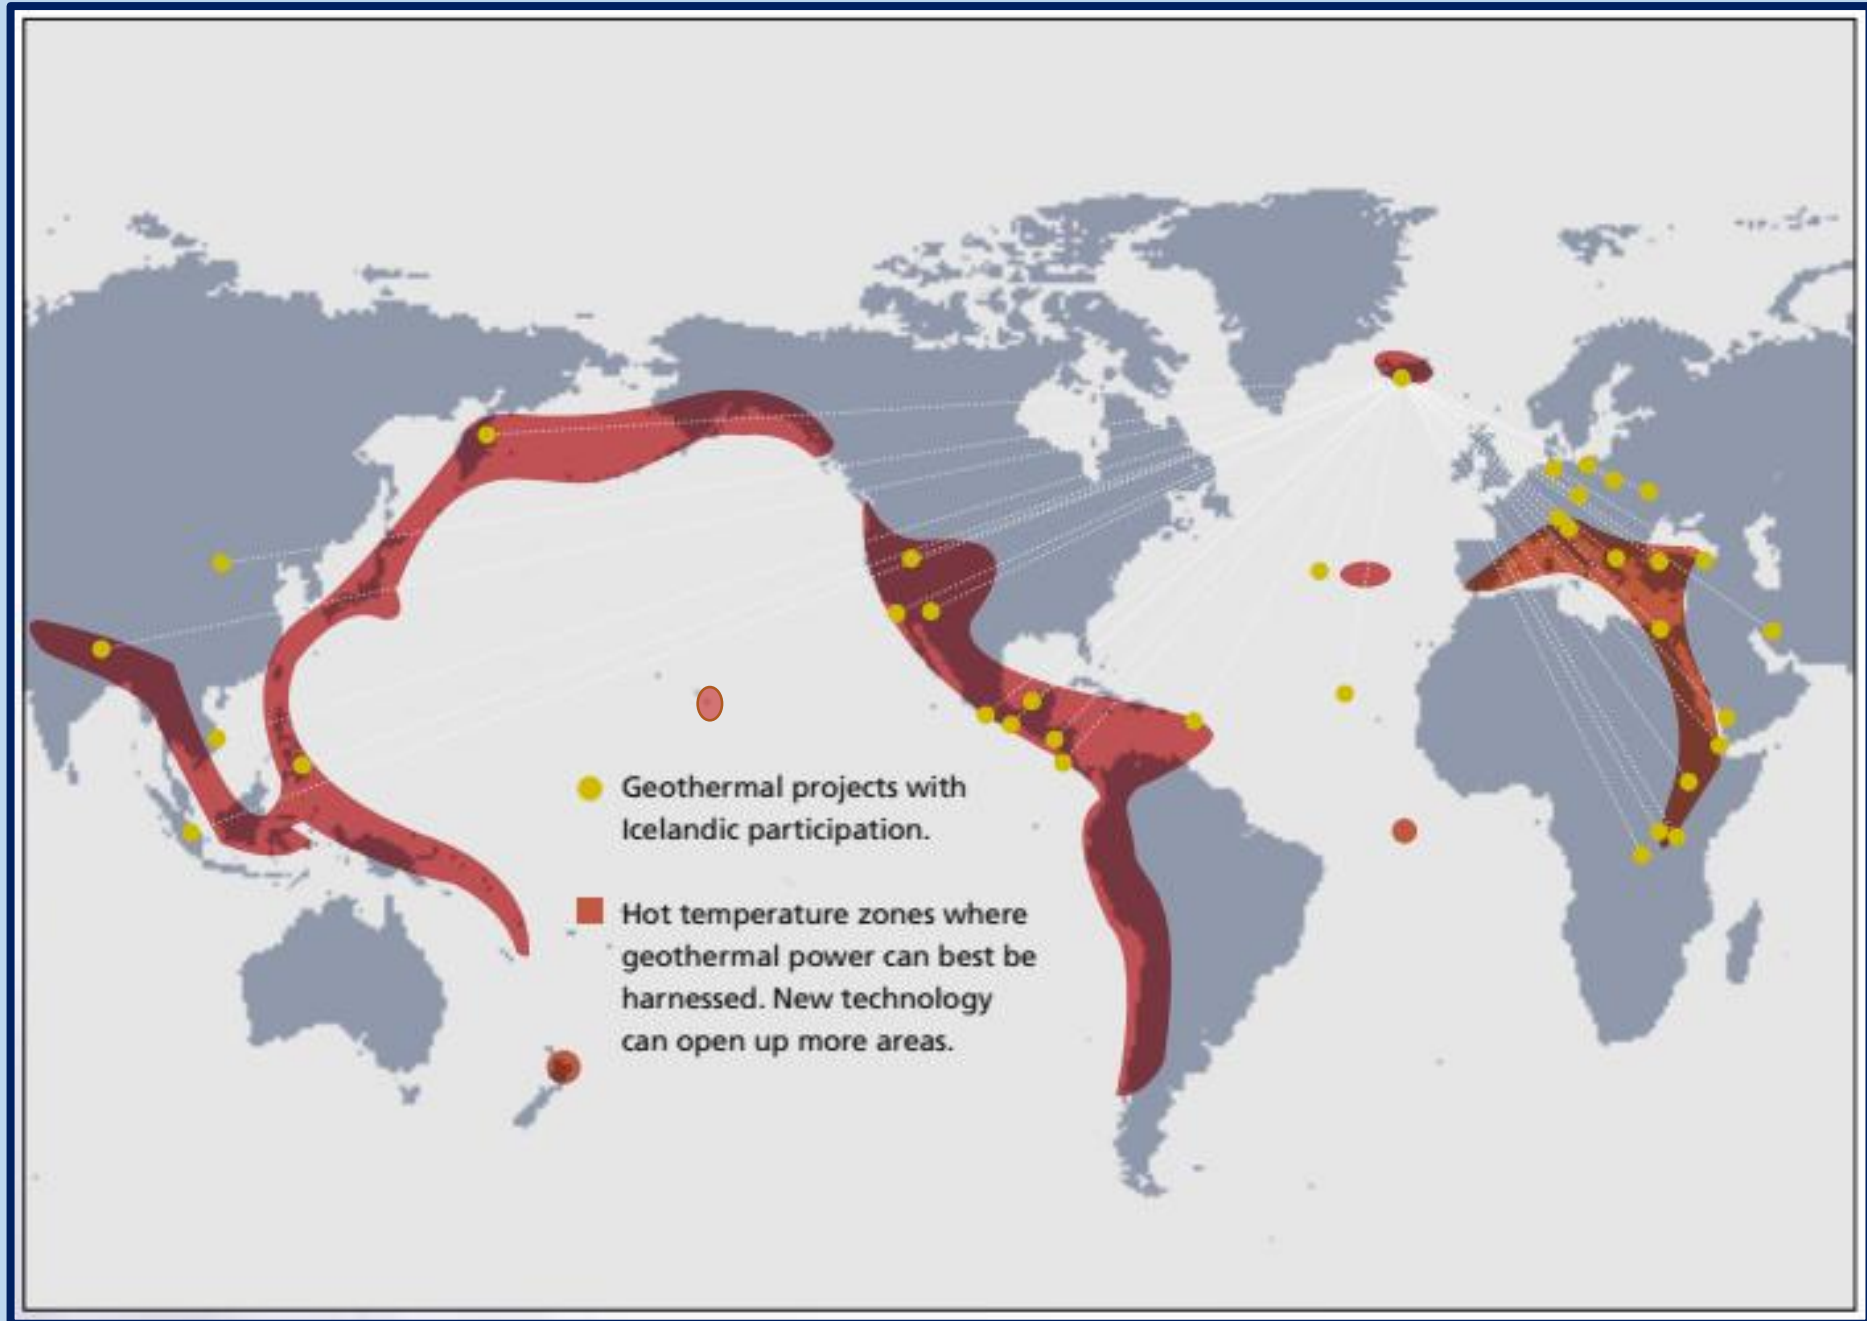 Geothermal projects with
Icelandic participation.
Hot temperature zones where
geothermal power can best be
harnessed. New technology
can open up more areas.